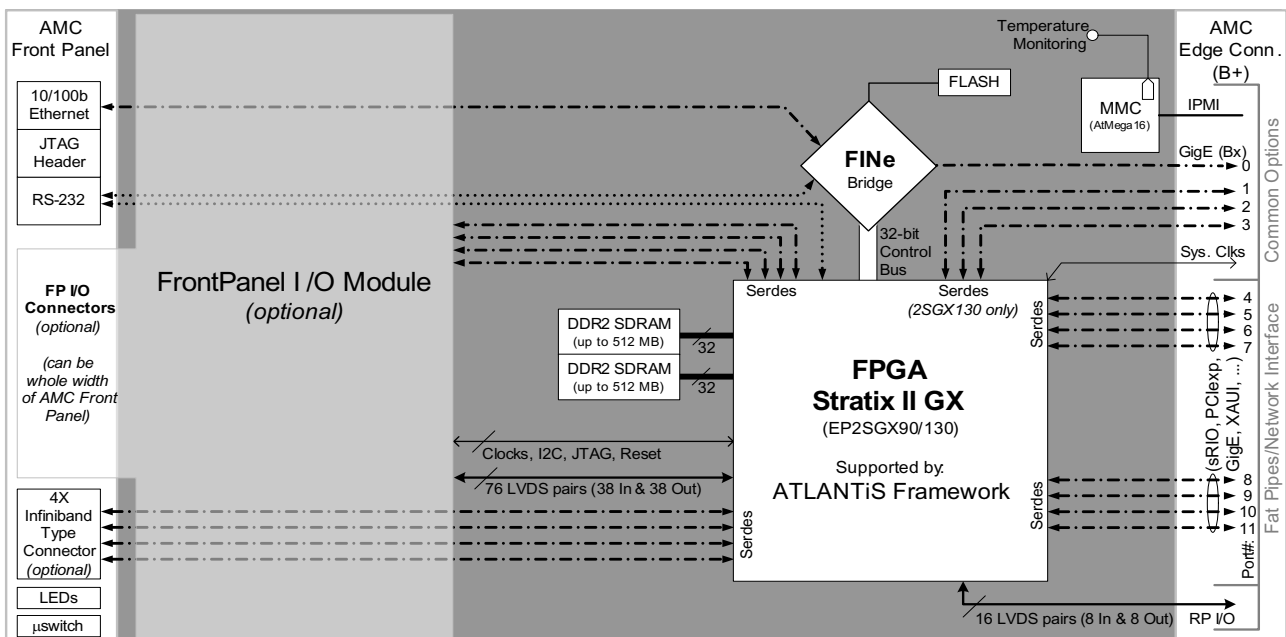 AMC
Front Panel
10/100b
Ethernet
JTAG
Header
RS-232
FP I/O
Connectors
(optional)
(can be
whole width
of AMC Front
Panel)
4X
Infiniband
Type
Connector
(optional)
LEDs
µswitch
FrontPanel I/O Module
(optional)
Temperature
Monitoring
FLASH
MMC
(AtMega16)
FINe
Bridge
32-bit
Control
Bus
DDR2 SDRAM
(up to 512 MB)
32
DDR2 SDRAM
(up to 512 MB)
32
Serdes
Serdes
(2SGX130 only)
Serdes
FPGA
Stratix II GX
(EP2SGX90/130)
Supported by:
ATLANTiS Framework
Serdes
Serdes
Clocks, I2C, JTAG, Reset
76 LVDS pairs (38 In & 38 Out)
16 LVDS pairs (8 In & 8 Out)
AMC
Edge Conn.
(B+)
IPMI
GigE (Bx)
0
1
2
3
Sys. Clks
4
5
6
7
(sRIO, PCIexp,
GigE, XAUI, ...)
8
9
10
11
Port#:
RP I/O
Common Options
Fat Pipes/Network Interface